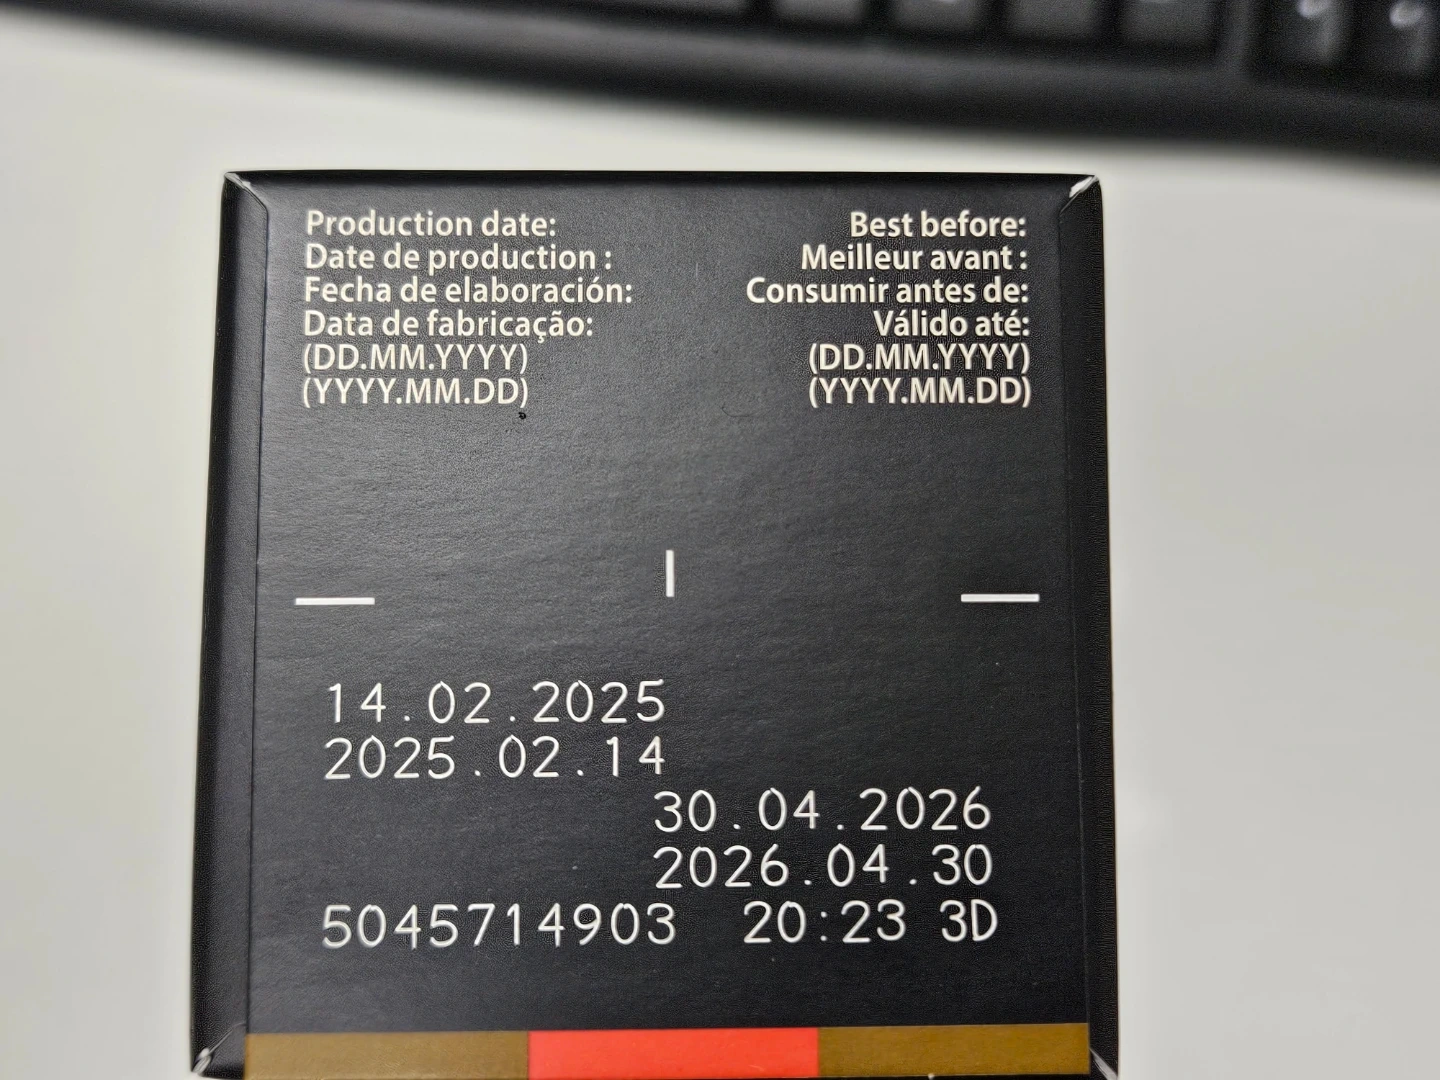 Production date:
Date de production :
Fecha de elaboración:
Data de fabricação:
(DD.MM.YYYY)
(YYYY.MM.DD)
Best before:
Meilleur avant :
Consumir antes de:
Válido até:
(DD.MM.YYYY)
(YYYY.MM.DD)
14.02.2025
2025.02.14
30.04.2026
2026.04.30
5045714903 20:23 3D